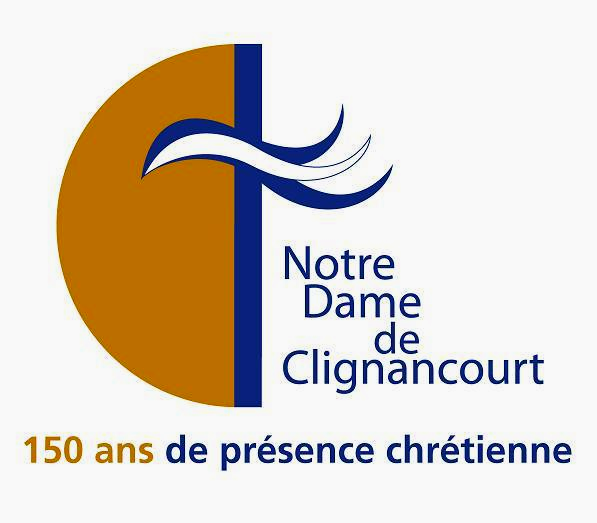 Notre
Dame
de
Clignancourt
150 ans de présence chrétienne